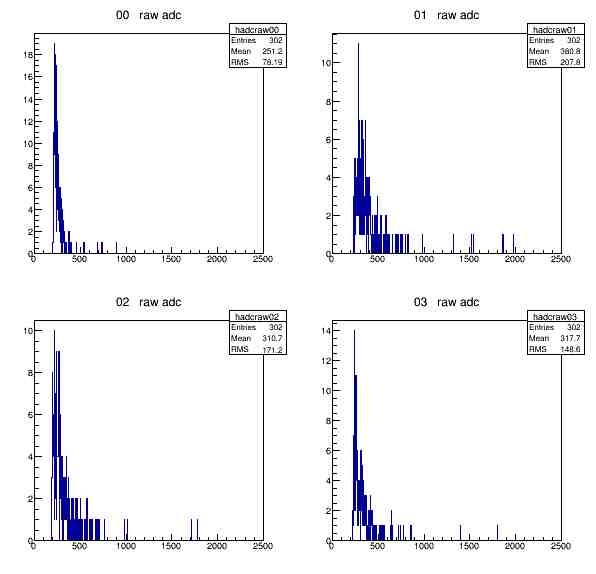 00 raw adc
hadcraw00
Entries 302
Mean 251.2
RMS 78.19
18
16
14
12
10
8
6
4
2
0
0 500 1000 1500 2000 2500
01 raw adc
hadcraw01
Entries 302
Mean 380.8
RMS 207.8
10
8
6
4
2
0
0 500 1000 1500 2000 2500
02 raw adc
hadcraw02
Entries 302
Mean 310.7
RMS 171.2
10
8
6
4
2
0
0 500 1000 1500 2000 2500
03 raw adc
hadcraw03
Entries 302
Mean 317.7
RMS 148.6
14
12
10
8
6
4
2
0
0 500 1000 1500 2000 2500